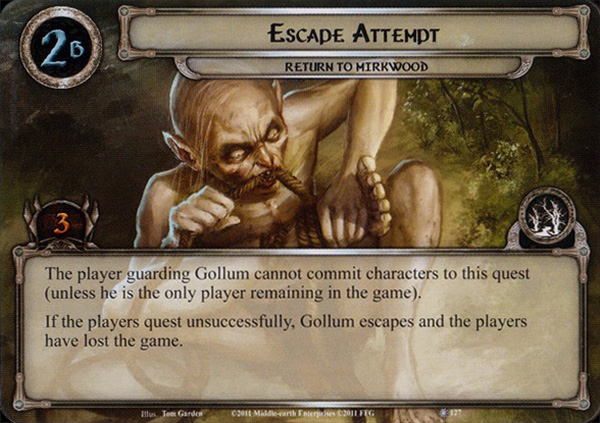 2B
ESCAPE ATTEMPT
RETURN TO MIRKWOOD
3
The player guarding Gollum cannot commit characters to this quest
(unless he is the only player remaining in the game).
If the players quest unsuccessfully, Gollum escapes and the players
have lost the game.
Illus. Tom Garden ©2011 Middle-earth Enterprises ©2011 FFG 127